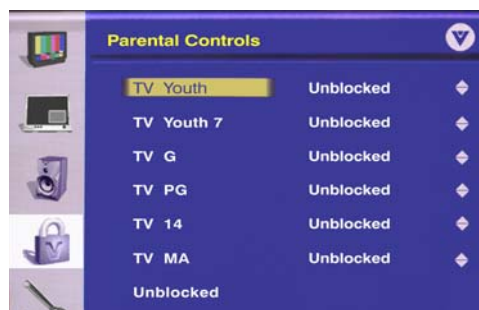 Parental Controls
TV Youth Unblocked
TV Youth 7 Unblocked
TV G Unblocked
TV PG Unblocked
TV 14 Unblocked
TV MA Unblocked
Unblocked